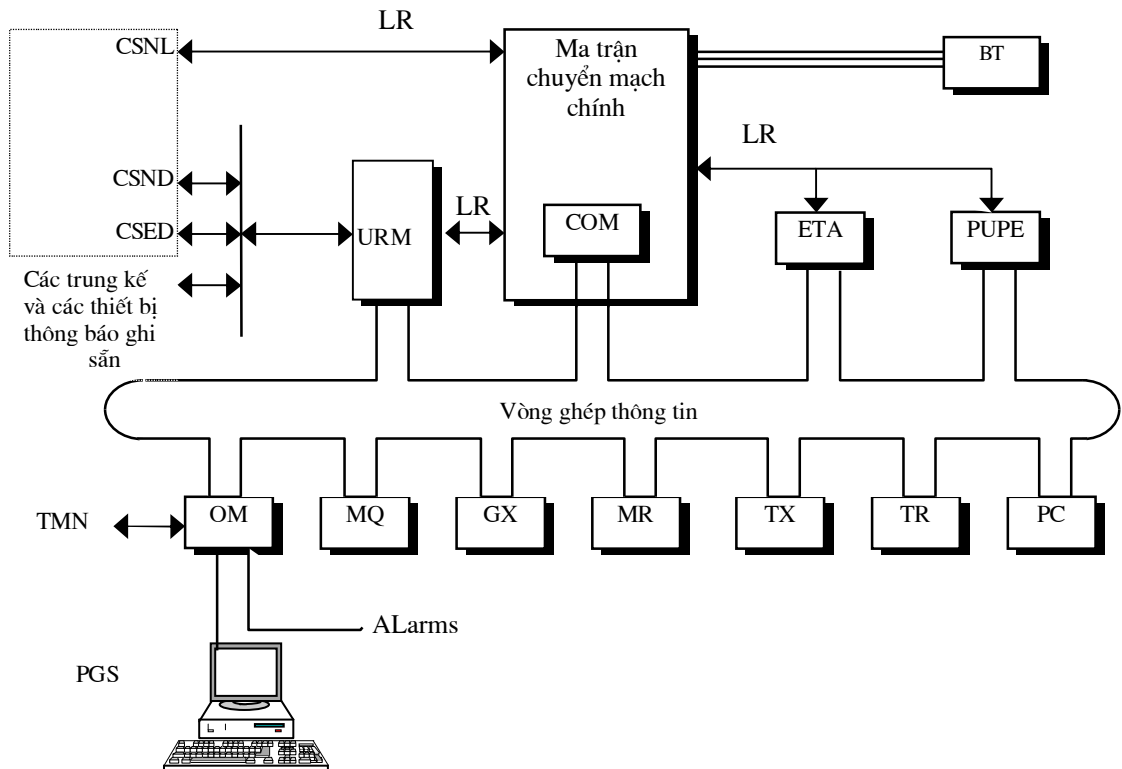 LR
CSNL
Ma trận
chuyển mạch
chính
BT
LR
CSND
LR
COM
CSED
URM
ETA
PUPE
Các trung kế
và các thiết bị
thông báo ghi
sẵn
Vòng ghép thông tin
TMN
OM
MQ
GX
MR
TX
TR
PC
ALarms
PGS